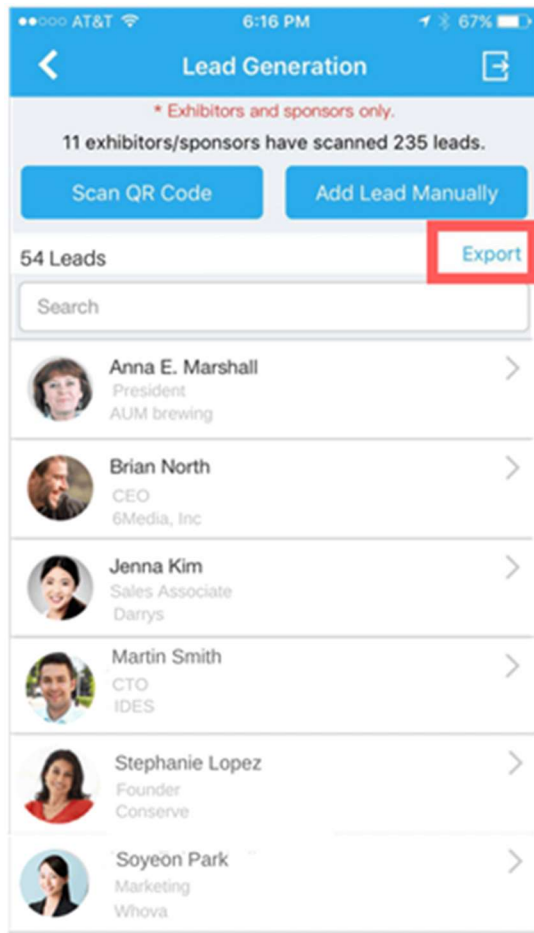 AT&T 6:16 PM 67%
Lead Generation
* Exhibitors and sponsors only.
11 exhibitors/sponsors have scanned 235 leads.
Scan QR Code Add Lead Manually
54 Leads Export
Search
Anna E. Marshall
President
AUM brewing
Brian North
CEO
6Media, Inc
Jenna Kim
Sales Associate
Darrys
Martin Smith
CTO
IDES
Stephanie Lopez
Founder
Conserve
Soyeon Park
Marketing
Whova